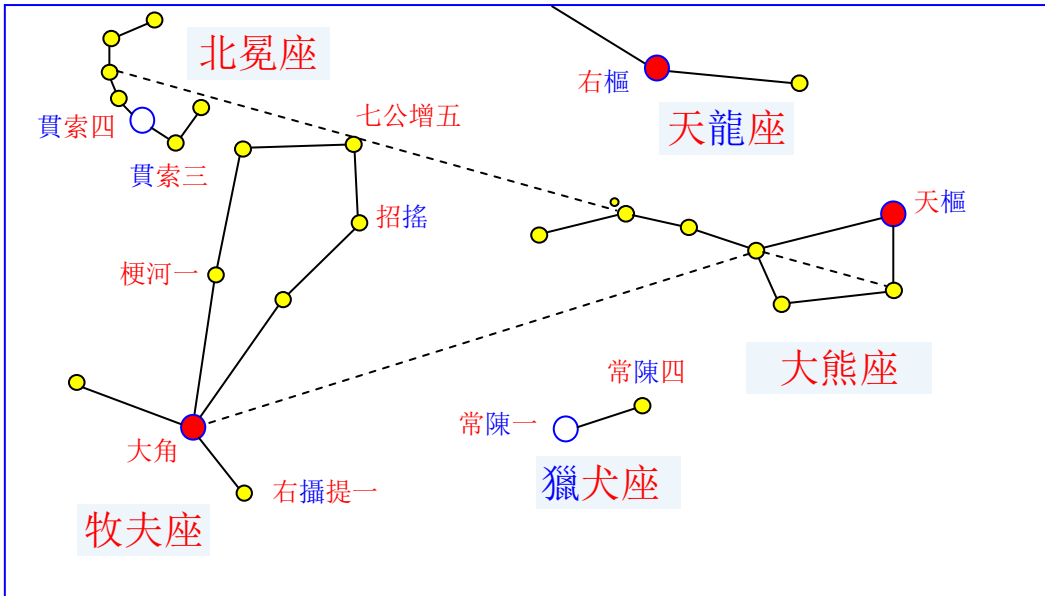 北冕座
右樞
天龍座
七公增五
貫索四
貫索三
招搖
天樞
梗河一
大熊座
常陳四
常陳一
大角
獵犬座
右攝提一
牧夫座